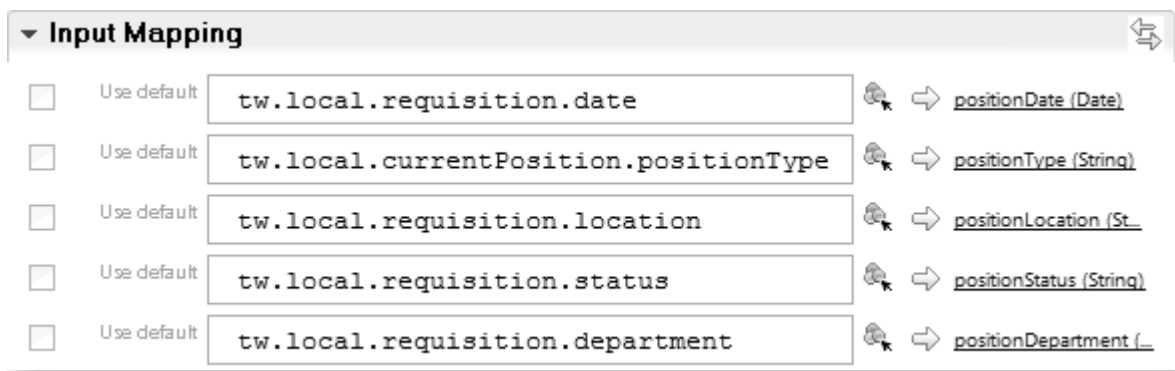 Input Mapping
Use default tw.local.requisition.date positionDate (Date)
Use default tw.local.currentPosition.positionType positionType (String)
Use default tw.local.requisition.location positionLocation (St...
Use default tw.local.requisition.status positionStatus (String)
Use default tw.local.requisition.department positionDepartment (...